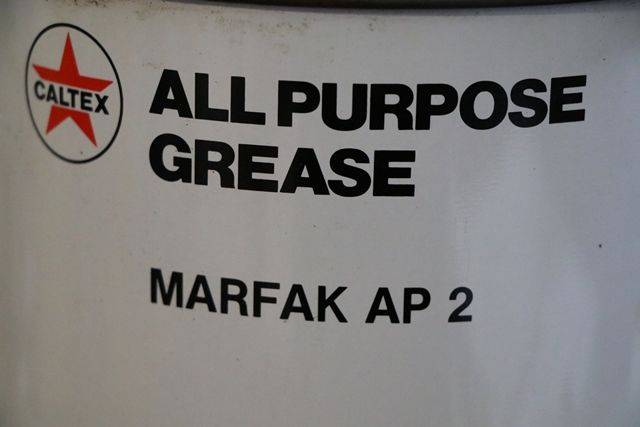 CALTEX
ALL PURPOSE
GREASE
MARFAK AP 2